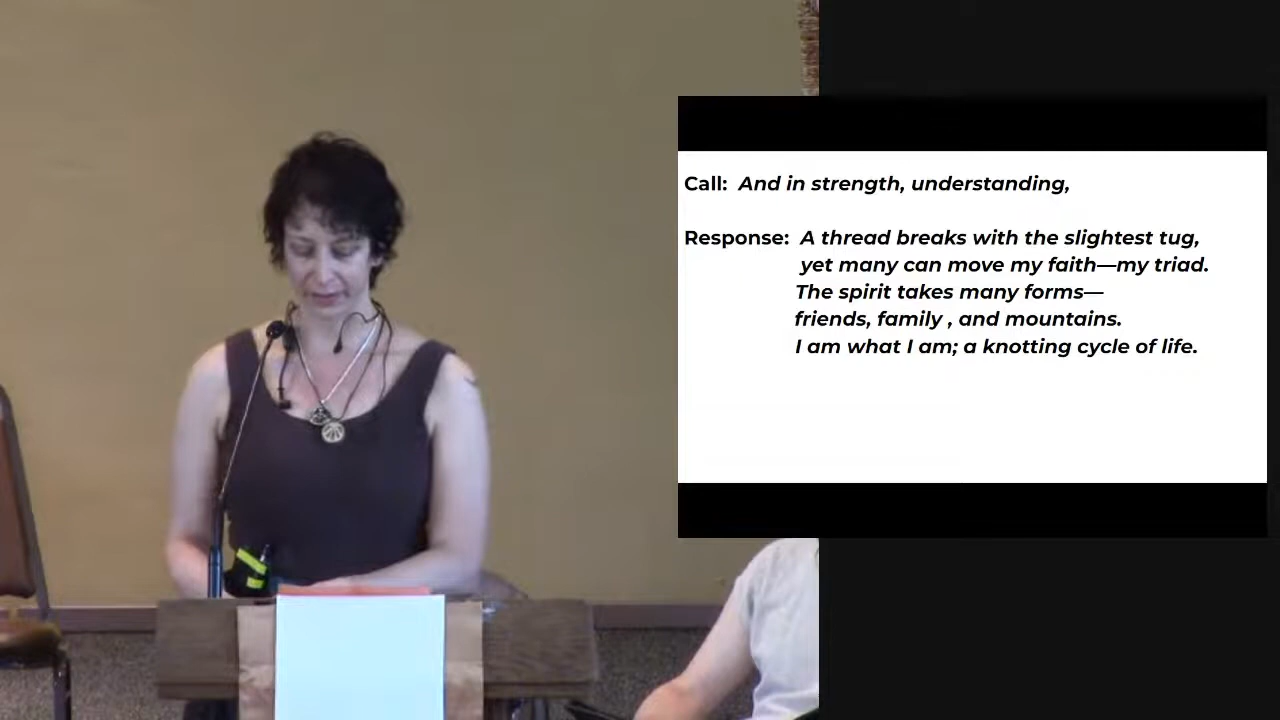 Call: And in strength, understanding,
Response: A thread breaks with the slightest tug,
yet many can move my faith—my triad.
The spirit takes many forms—
friends, family , and mountains.
I am what I am; a knotting cycle of life.